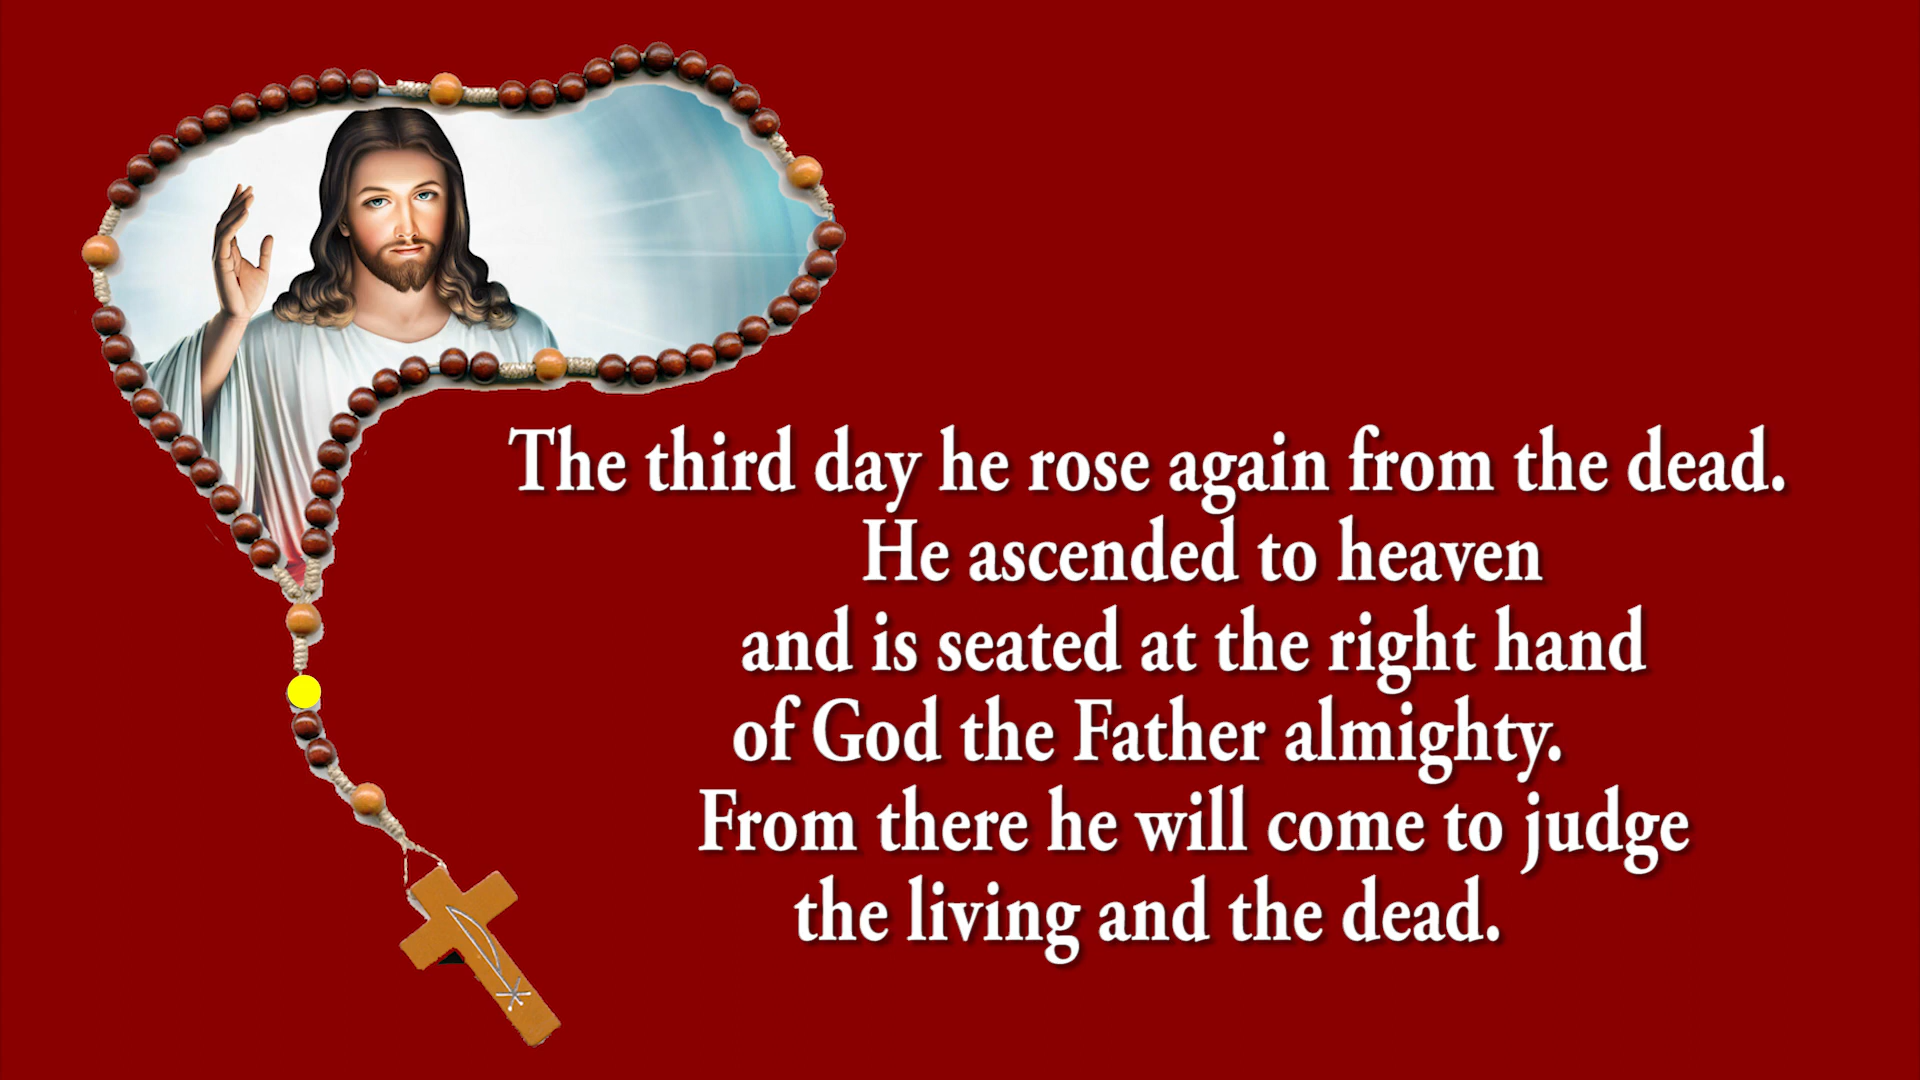 The third day he rose again from the dead.
He ascended to heaven
and is seated at the right hand
of God the Father almighty.
From there he will come to judge
the living and the dead.